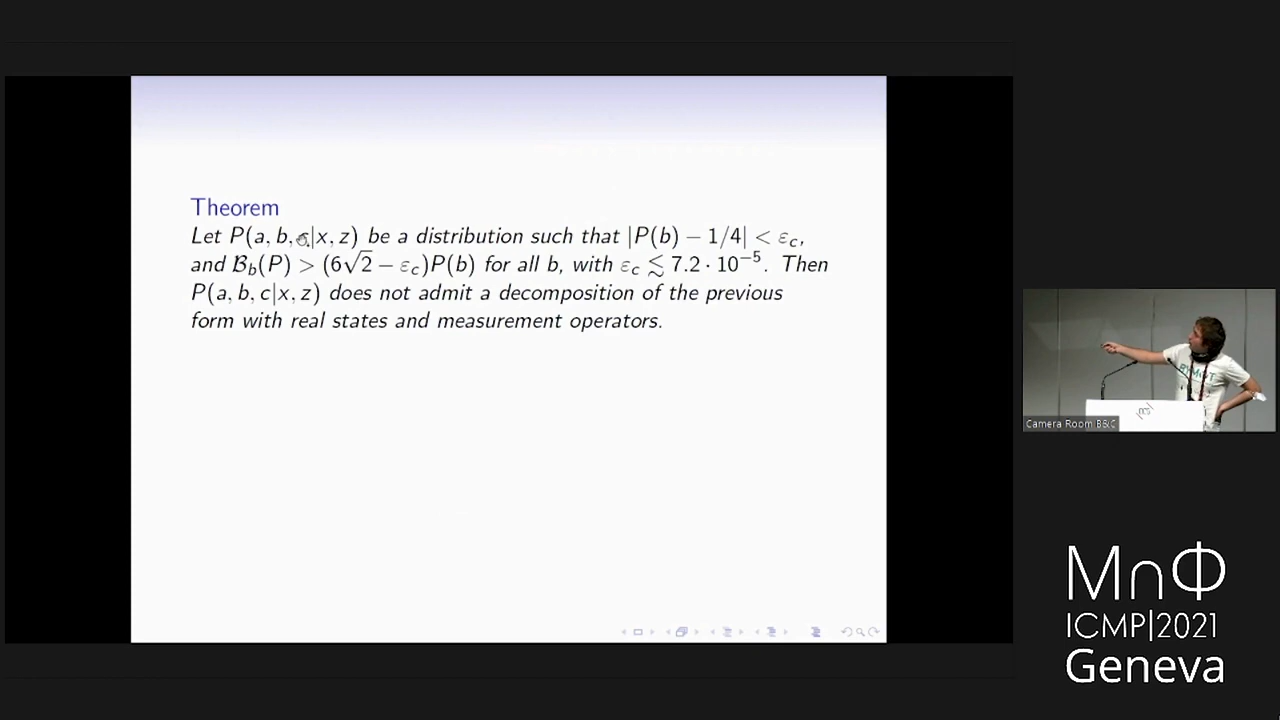 Theorem
Let P(a, b, c|x, z) be a distribution such that |P(b) − 1/4| < ε_c,
and ℬ_b(P) > (6√2 − ε_c)P(b) for all b, with ε_c ≲ 7.2 · 10⁻⁵. Then
P(a, b, c|x, z) does not admit a decomposition of the previous
form with real states and measurement operators.
Camera Room B&C
M∩Φ
ICMP|2021
Geneva